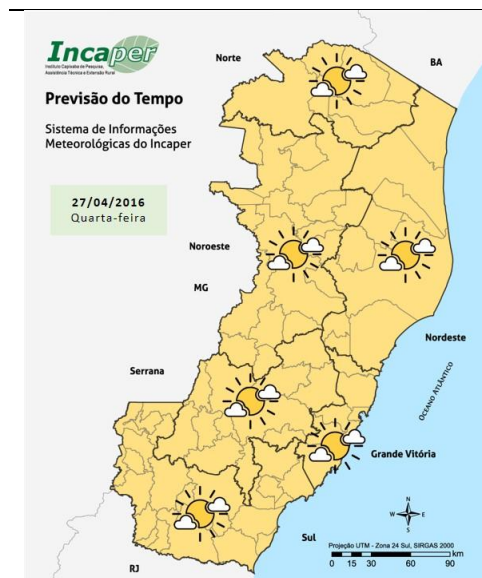 Incaper
Instituto Capixaba de Pesquisa,
Assistência Técnica e Extensão Rural
Previsão do Tempo
Sistema de Informações
Meteorológicas do Incaper
27/04/2016
Quarta-feira
Norte
BA
Noroeste
MG
Nordeste
Serrana
OCEANO ATLÂNTICO
Grande Vitória
Sul
RJ
N
W
E
S
Projeção UTM - Zona 24 Sul, SIRGAS 2000
km
0 15 30 60 90